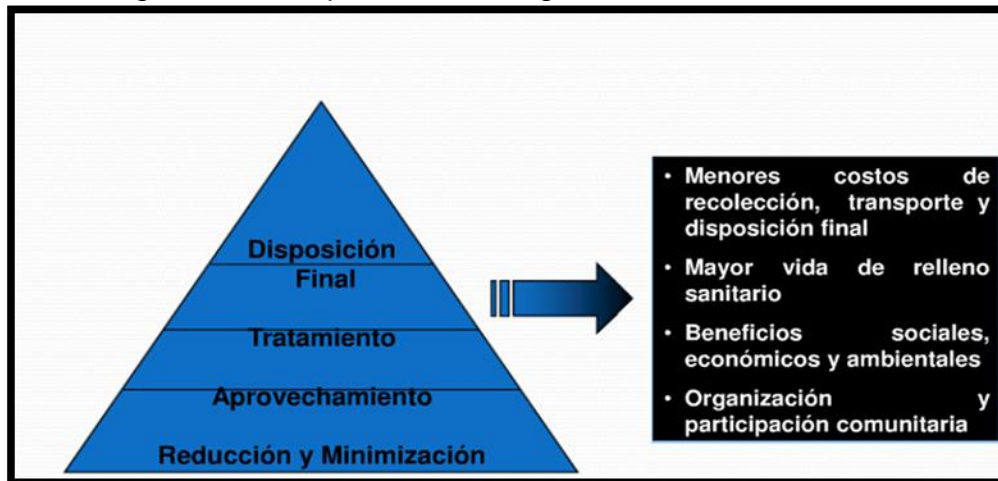 Disposición
Final
Tratamiento
Aprovechamiento
Reducción y Minimización
• Menores costos de
recolección, transporte y
disposición final
• Mayor vida de relleno
sanitario
• Beneficios sociales,
económicos y ambientales
• Organización y
participación comunitaria